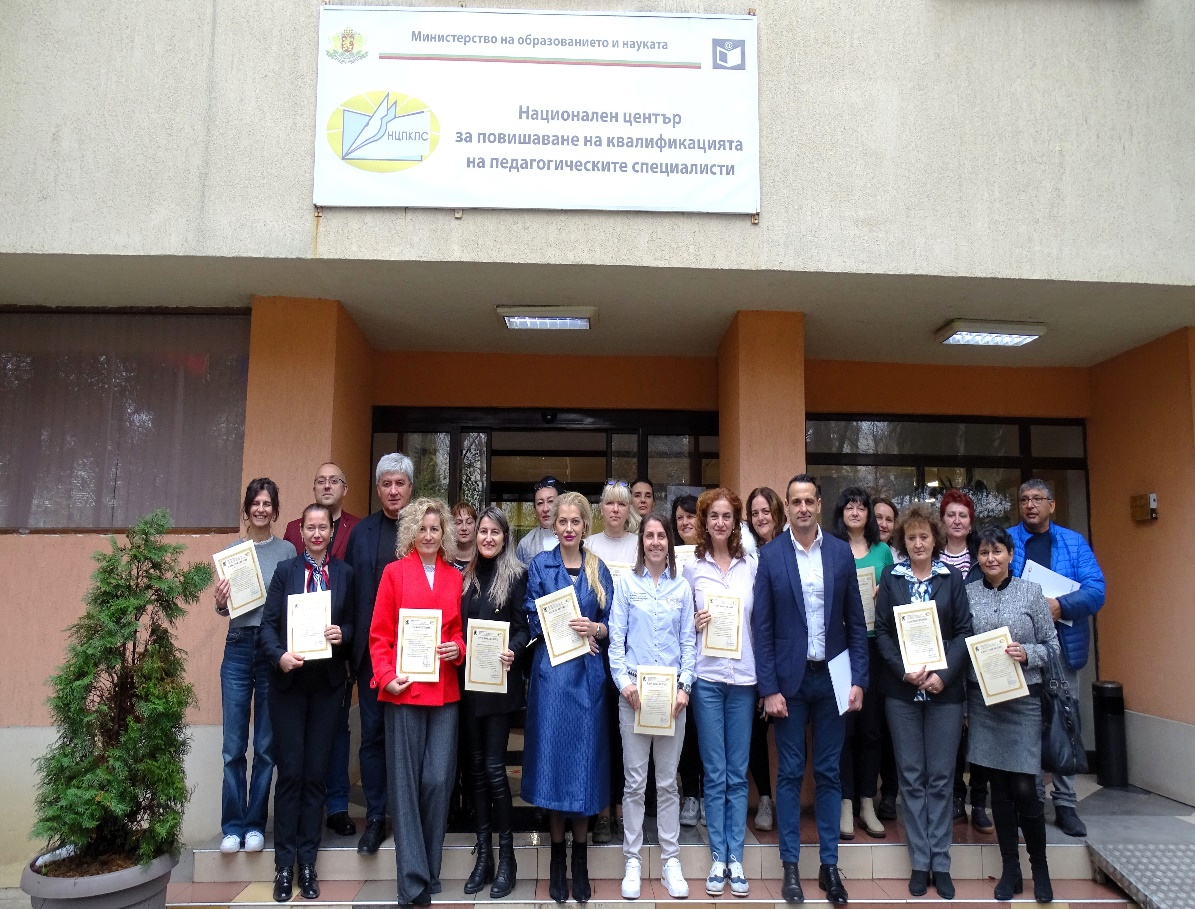 Министерство на образованието и науката
НЦПКПС
Национален център
за повишаване на квалификацията
на педагогическите специалисти